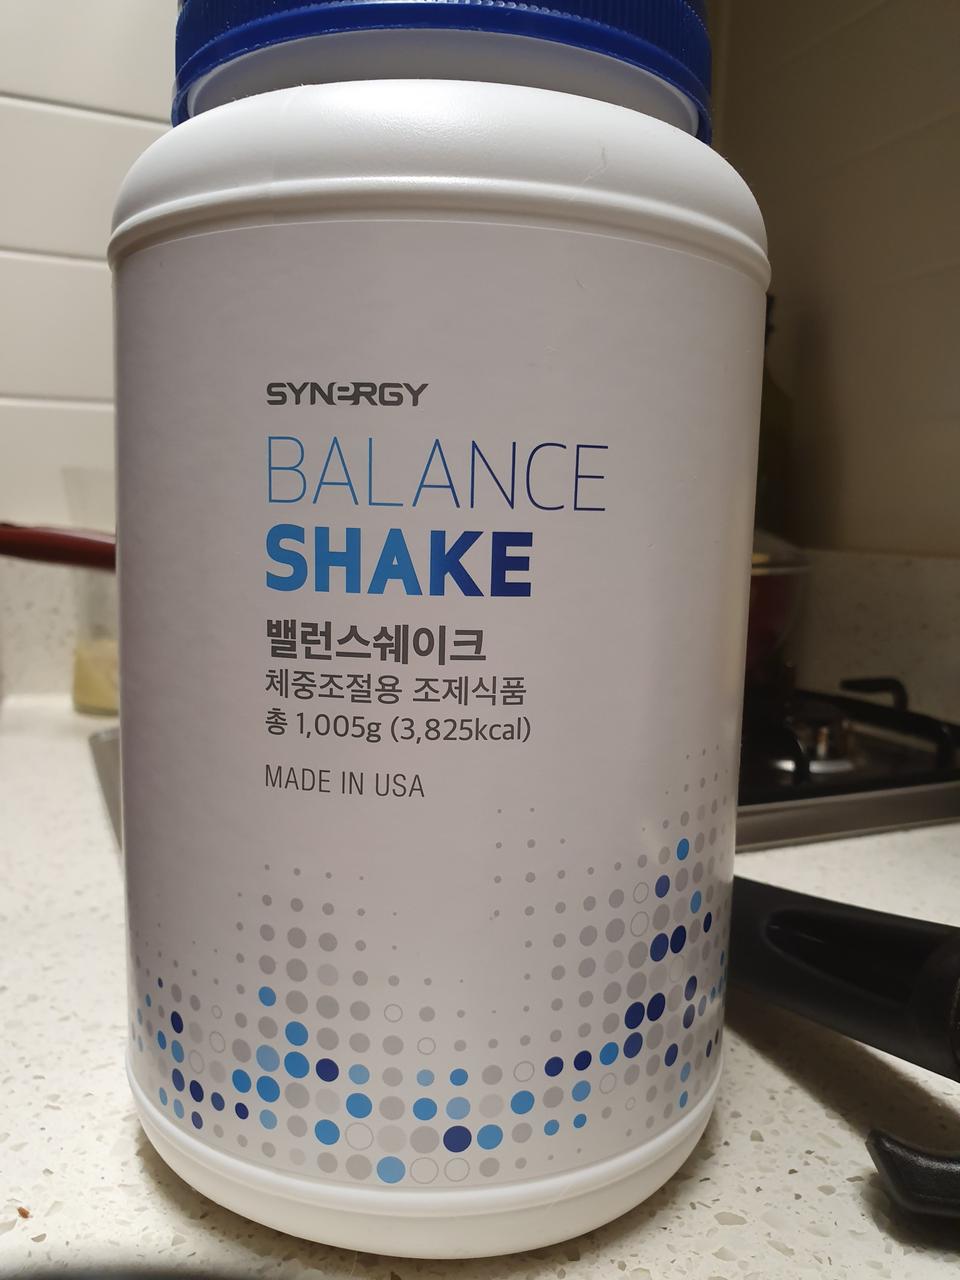 SYNERGY
BALANCE
SHAKE
밸런스쉐이크
체중조절용 조제식품
총 1,005g (3,825kcal)
MADE IN USA